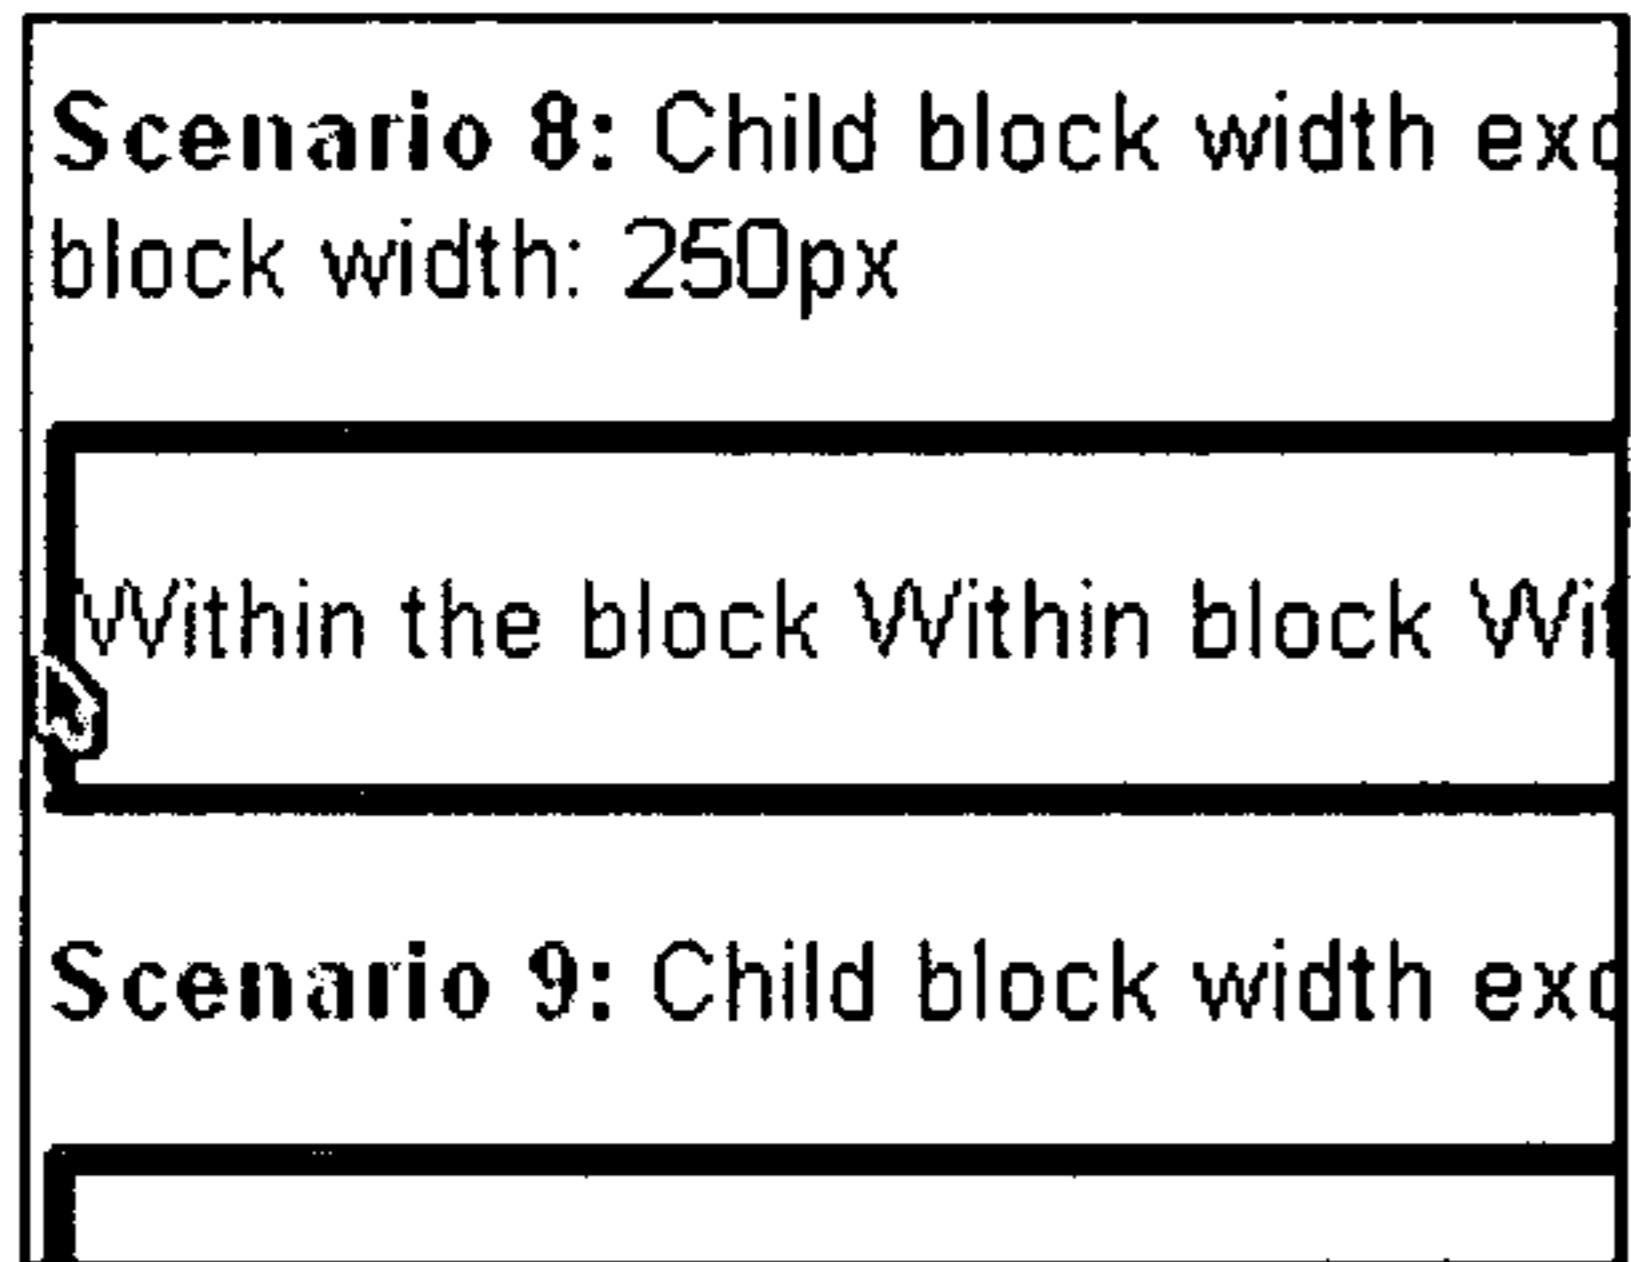 Scenario 8: Child block width exc
block width: 250px
Within the block Within block Wit
Scenario 9: Child block width exc